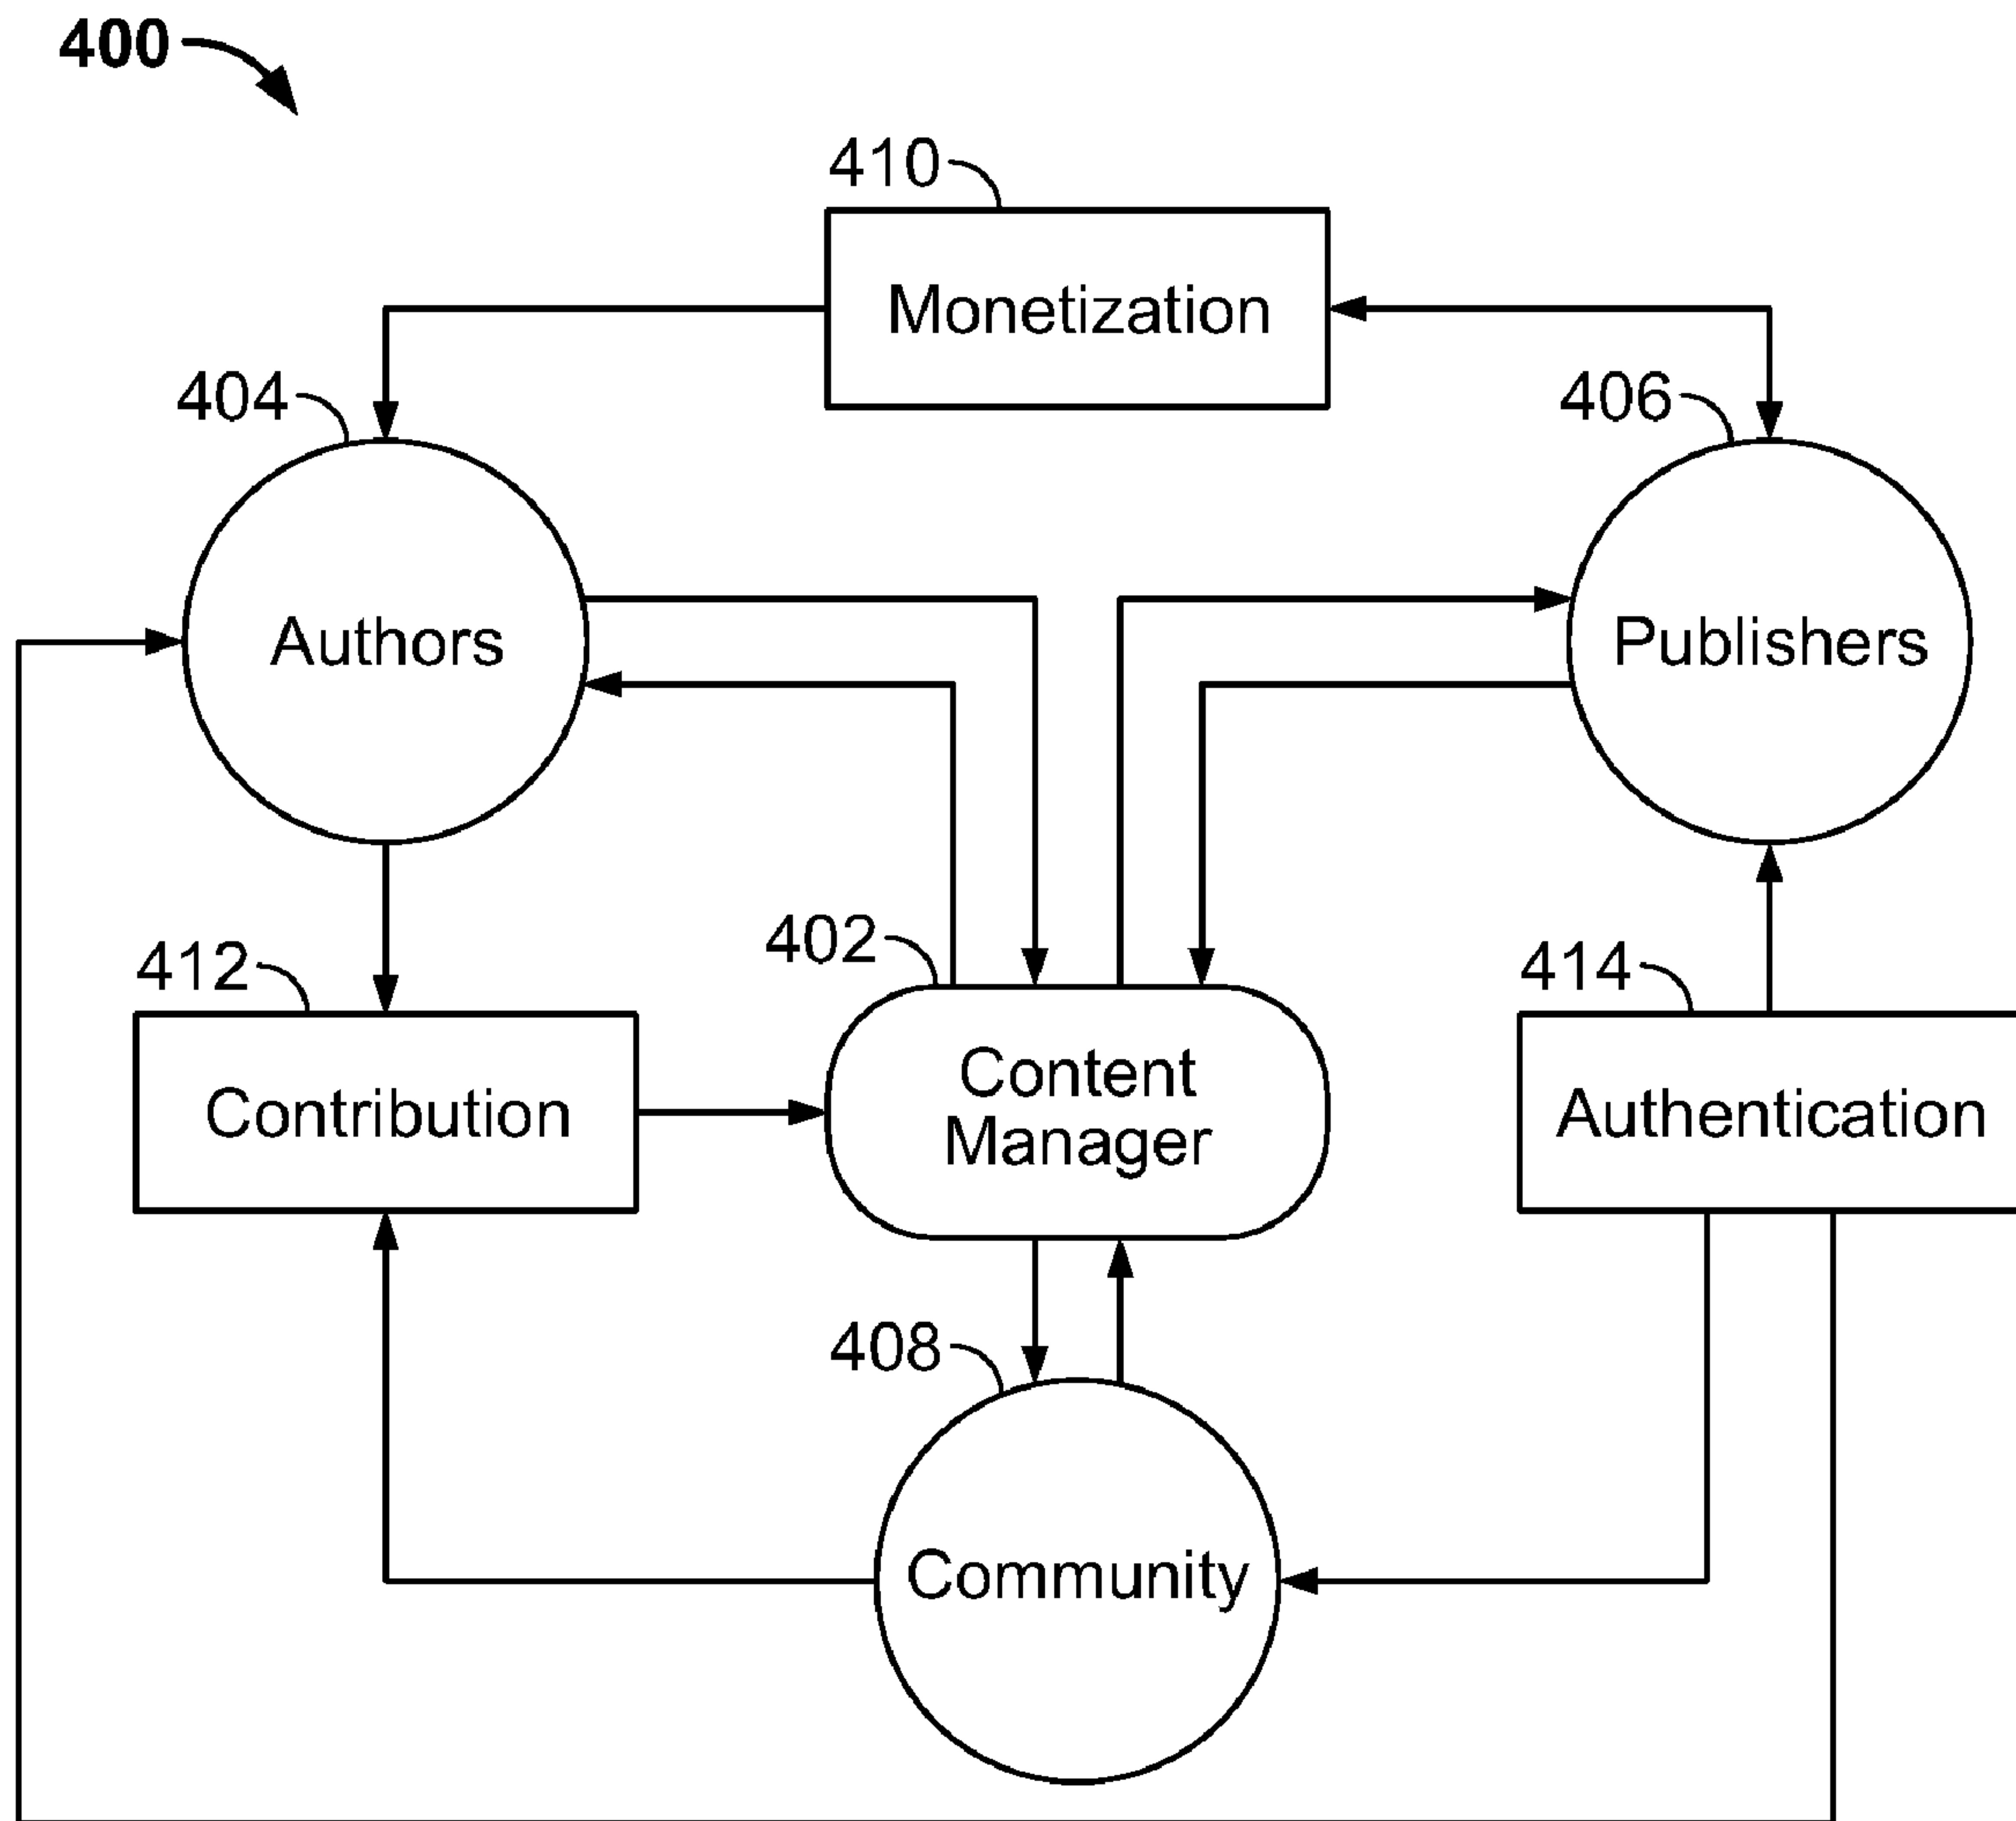 400
410
Monetization
404
406
Authors
Publishers
402
412
414
Content
Manager
Contribution
Authentication
408
Community